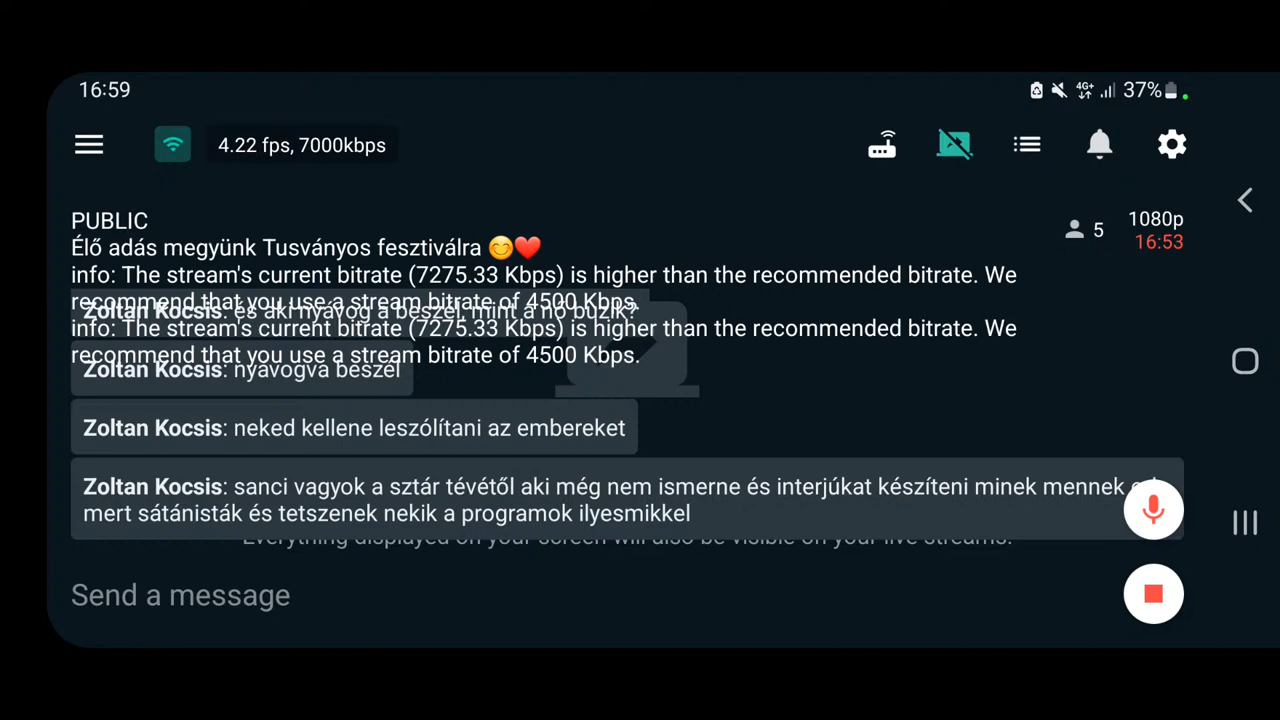 16:59
4G+ 37%
4.22 fps, 7000kbps
PUBLIC
5
1080p
16:53
Élő adás megyünk Tusványos fesztiválra 😊❤️
info: The stream's current bitrate (7275.33 Kbps) is higher than the recommended bitrate. We
recommend that you use a stream bitrate of 4500 Kbps.
Zoltan Kocsis: és aki nyávog a beszél, mint a nő buzik?
info: The stream's current bitrate (7275.33 Kbps) is higher than the recommended bitrate. We
recommend that you use a stream bitrate of 4500 Kbps.
Zoltan Kocsis: nyávogva beszél
Zoltan Kocsis: neked kellene leszólítani az embereket
Zoltan Kocsis: sanci vagyok a sztár tévétől aki még nem ismerne és interjúkat készíteni minek mennek
mert sátánisták és tetszenek nekik a programok ilyesmikkel
Everything displayed on your screen will also be visible on your live streams.
Send a message